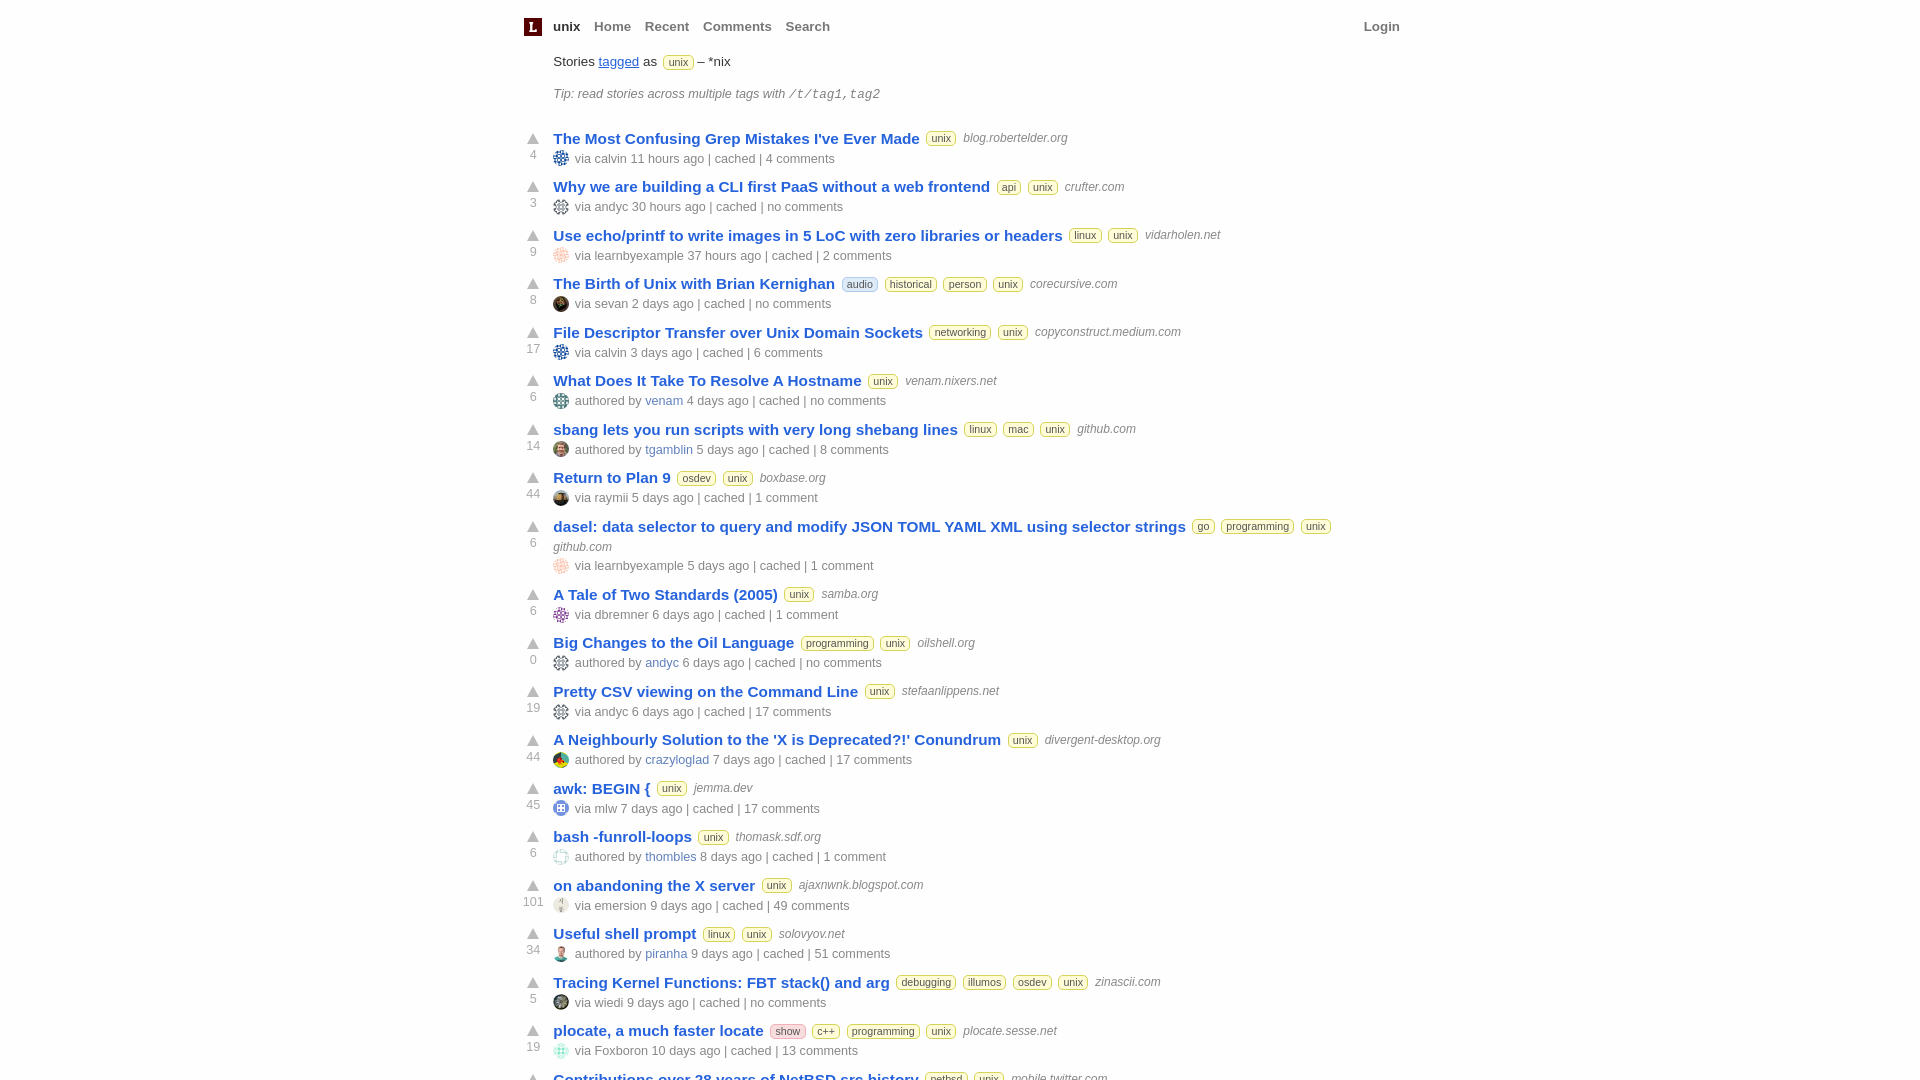 L unix Home Recent Comments Search Login
Stories tagged as unix – *nix
Tip: read stories across multiple tags with /t/tag1,tag2
The Most Confusing Grep Mistakes I've Ever Made unix blog.robertelder.org
4 via calvin 11 hours ago | cached | 4 comments
Why we are building a CLI first PaaS without a web frontend api unix crufter.com
3 via andyc 30 hours ago | cached | no comments
Use echo/printf to write images in 5 LoC with zero libraries or headers linux unix vidarholen.net
9 via learnbyexample 37 hours ago | cached | 2 comments
The Birth of Unix with Brian Kernighan audio historical person unix corecursive.com
8 via sevan 2 days ago | cached | no comments
File Descriptor Transfer over Unix Domain Sockets networking unix copyconstruct.medium.com
17 via calvin 3 days ago | cached | 6 comments
What Does It Take To Resolve A Hostname unix venam.nixers.net
6 authored by venam 4 days ago | cached | no comments
sbang lets you run scripts with very long shebang lines linux mac unix github.com
14 authored by tgamblin 5 days ago | cached | 8 comments
Return to Plan 9 osdev unix boxbase.org
44 via raymii 5 days ago | cached | 1 comment
dasel: data selector to query and modify JSON TOML YAML XML using selector strings go programming unix
6 github.com
via learnbyexample 5 days ago | cached | 1 comment
A Tale of Two Standards (2005) unix samba.org
6 via dbremner 6 days ago | cached | 1 comment
Big Changes to the Oil Language programming unix oilshell.org
0 authored by andyc 6 days ago | cached | no comments
Pretty CSV viewing on the Command Line unix stefaanlippens.net
19 via andyc 6 days ago | cached | 17 comments
A Neighbourly Solution to the 'X is Deprecated?!' Conundrum unix divergent-desktop.org
44 authored by crazyloglad 7 days ago | cached | 17 comments
awk: BEGIN { unix jemma.dev
45 via mlw 7 days ago | cached | 17 comments
bash -funroll-loops unix thomask.sdf.org
6 authored by thombles 8 days ago | cached | 1 comment
on abandoning the X server unix ajaxnwnk.blogspot.com
101 via emersion 9 days ago | cached | 49 comments
Useful shell prompt linux unix solovyov.net
34 authored by piranha 9 days ago | cached | 51 comments
Tracing Kernel Functions: FBT stack() and arg debugging illumos osdev unix zinascii.com
5 via wiedi 9 days ago | cached | no comments
plocate, a much faster locate show c++ programming unix plocate.sesse.net
19 via Foxboron 10 days ago | cached | 13 comments
Contributions over 28 years of NetBSD src history netbsd unix mobile.twitter.com